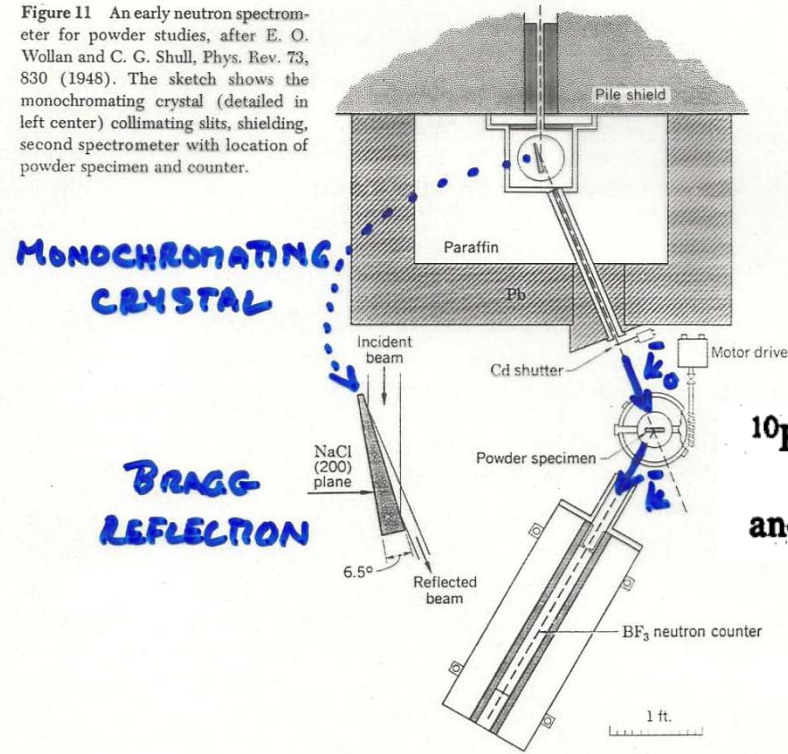 Figure 11 An early neutron spectrom-
eter for powder studies, after E. O.
Wollan and C. G. Shull, Phys. Rev. 73,
830 (1948). The sketch shows the
monochromating crystal (detailed in
left center) collimating slits, shielding,
second spectrometer with location of
powder specimen and counter.
Pile shield
Paraffin
Pb
MONOCHROMATING
CRYSTAL
Incident
beam
Cd shutter
k₀
Motor drive
NaCl
(200)
plane
Powder specimen
k
BRAGG
REFLECTION
6.5°
Reflected
beam
BF₃ neutron counter
1 ft.
¹⁰
an